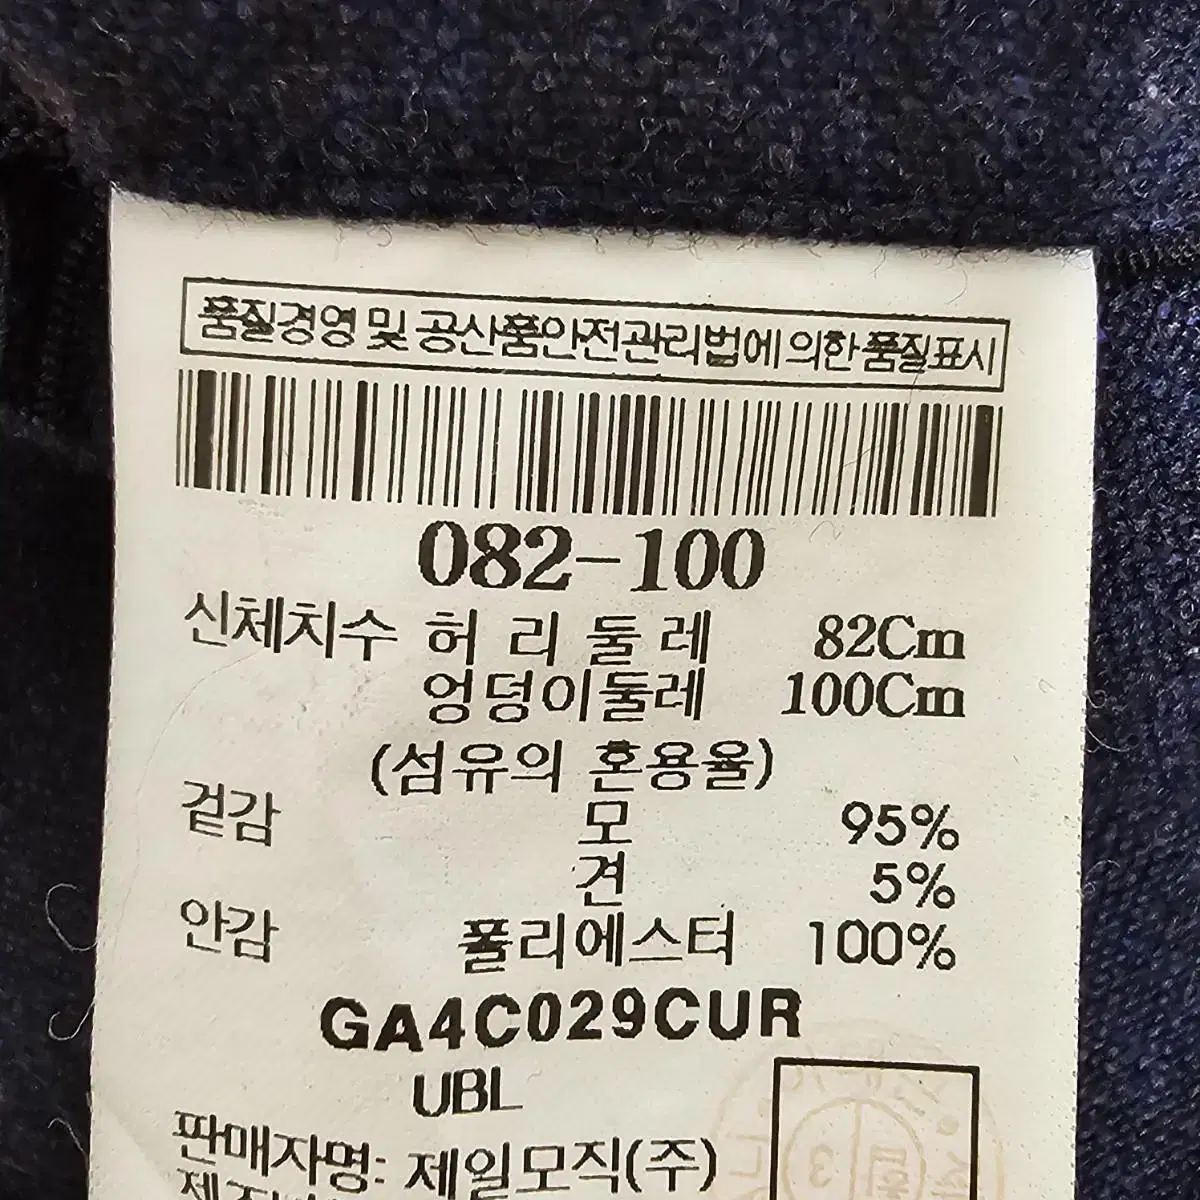 품질경영 및 공산품안전관리법에 의한 품질표시
082-100
신체치수 허리둘레 82Cm
엉덩이둘레 100Cm
(섬유의 혼용율)
겉감 모 95%
견 5%
안감 폴리에스터 100%
GA4C029CUR
UBL
판매자명: 제일모직(주)